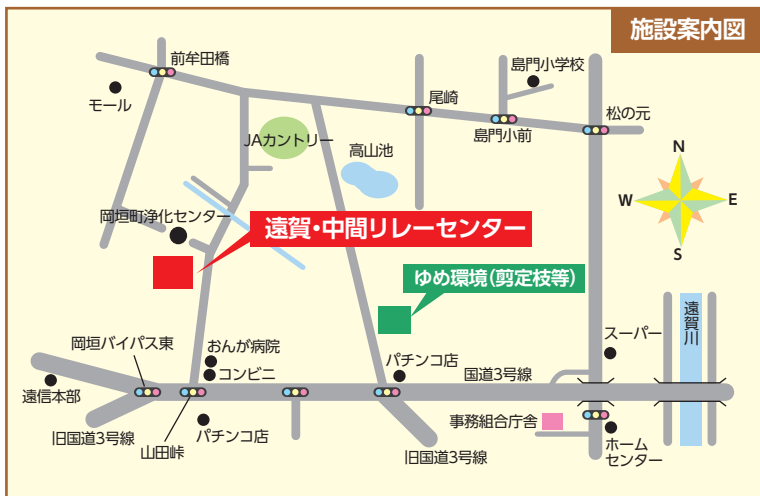 施設案内図
前牟田橋
モール
島門小学校
尾崎
島門小前
松の元
JAカントリー
高山池
N
W
E
S
岡垣町浄化センター
遠賀・中間リレーセンター
ゆめ環境(剪定枝等)
遠賀川
スーパー
岡垣バイパス東
おんが病院
コンビニ
パチンコ店
国道3号線
遠信本部
旧国道3号線
山田峠
パチンコ店
事務組合庁舎
旧国道3号線
ホーム
センター